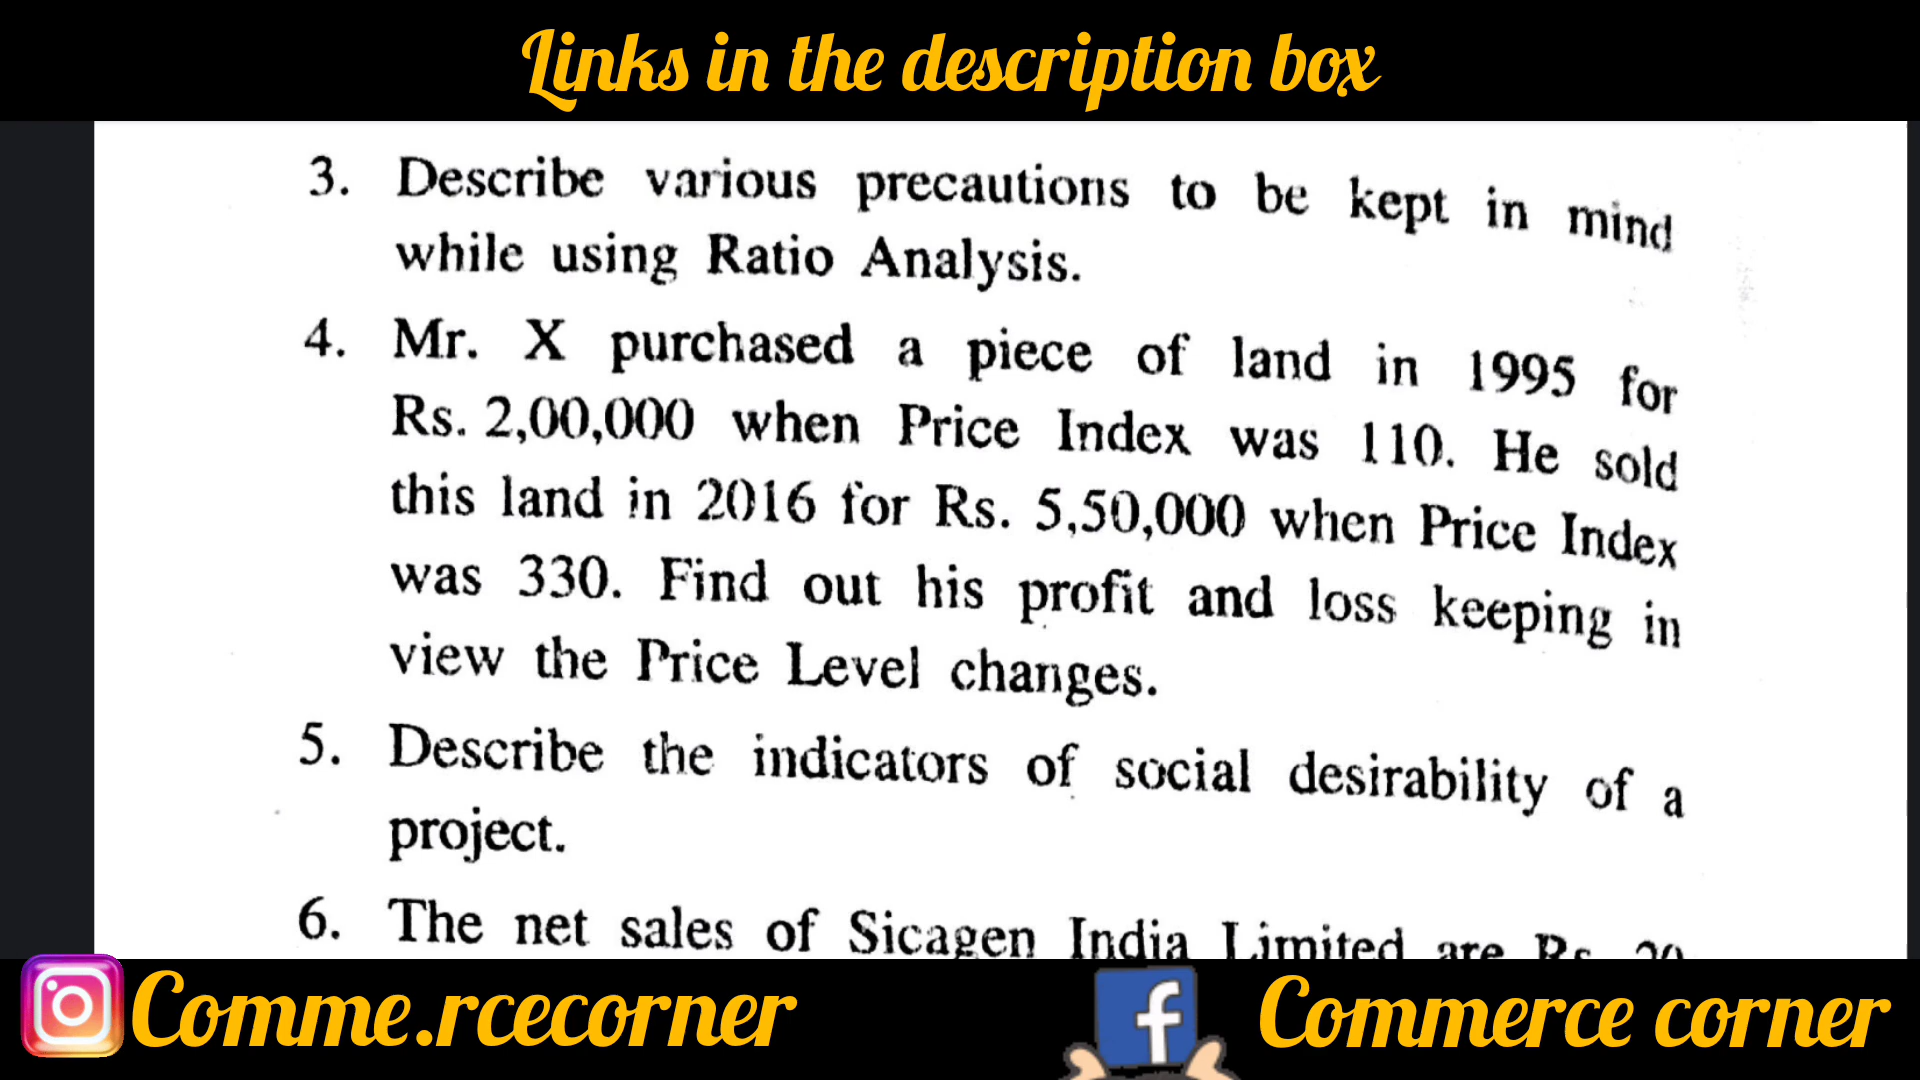 Links in the description box
3. Describe various precautions to be kept in mind
while using Ratio Analysis.
4. Mr. X purchased a piece of land in 1995 for
Rs. 2,00,000 when Price Index was 110. He sold
this land in 2016 for Rs. 5,50,000 when Price Index
was 330. Find out his profit and loss keeping in
view the Price Level changes.
5. Describe the indicators of social desirability of a
project.
6. The net sales of Sicagen India Limited are Rs. 20
Comme.rcecorner
f Commerce corner